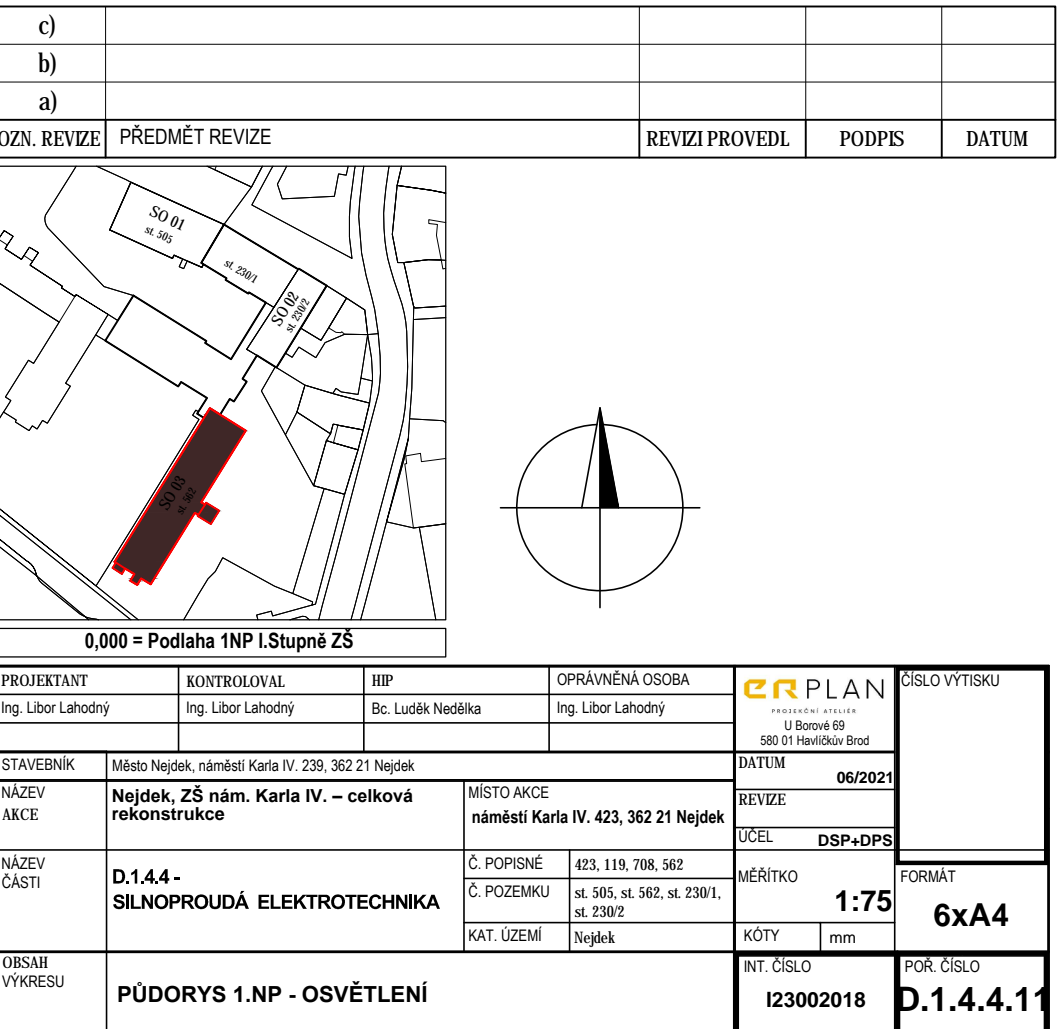 c)
b)
a)
OZN. REVIZE PŘEDMĚT REVIZE REVIZI PROVEDL PODPIS DATUM
SO 01
st. 505
st. 230/1
SO 02
st. 230/2
SO 03
st. 562
0,000 = Podlaha 1NP I.Stupně ZŠ
PROJEKTANT KONTROLOVAL HIP OPRÁVNĚNÁ OSOBA
Ing. Libor Lahodný Ing. Libor Lahodný Bc. Luděk Nedělka Ing. Libor Lahodný
erPLAN
PROJEKČNÍ ATELIÉR
U Borové 69
580 01 Havlíčkův Brod
ČÍSLO VÝTISKU
STAVEBNÍK Město Nejdek, náměstí Karla IV. 239, 362 21 Nejdek
DATUM
06/2021
NÁZEV
AKCE
Nejdek, ZŠ nám. Karla IV. – celková
rekonstrukce
MÍSTO AKCE
náměstí Karla IV. 423, 362 21 Nejdek
REVIZE
ÚČEL DSP+DPS
NÁZEV
ČÁSTI
D.1.4.4 -
SILNOPROUDÁ ELEKTROTECHNIKA
Č. POPISNÉ 423, 119, 708, 562
Č. POZEMKU st. 505, st. 562, st. 230/1,
st. 230/2
KAT. ÚZEMÍ Nejdek
MĚŘÍTKO
1:75
KÓTY mm
FORMÁT
6xA4
OBSAH
VÝKRESU
PŮDORYS 1.NP - OSVĚTLENÍ
INT. ČÍSLO
I23002018
POŘ. ČÍSLO
D.1.4.4.11